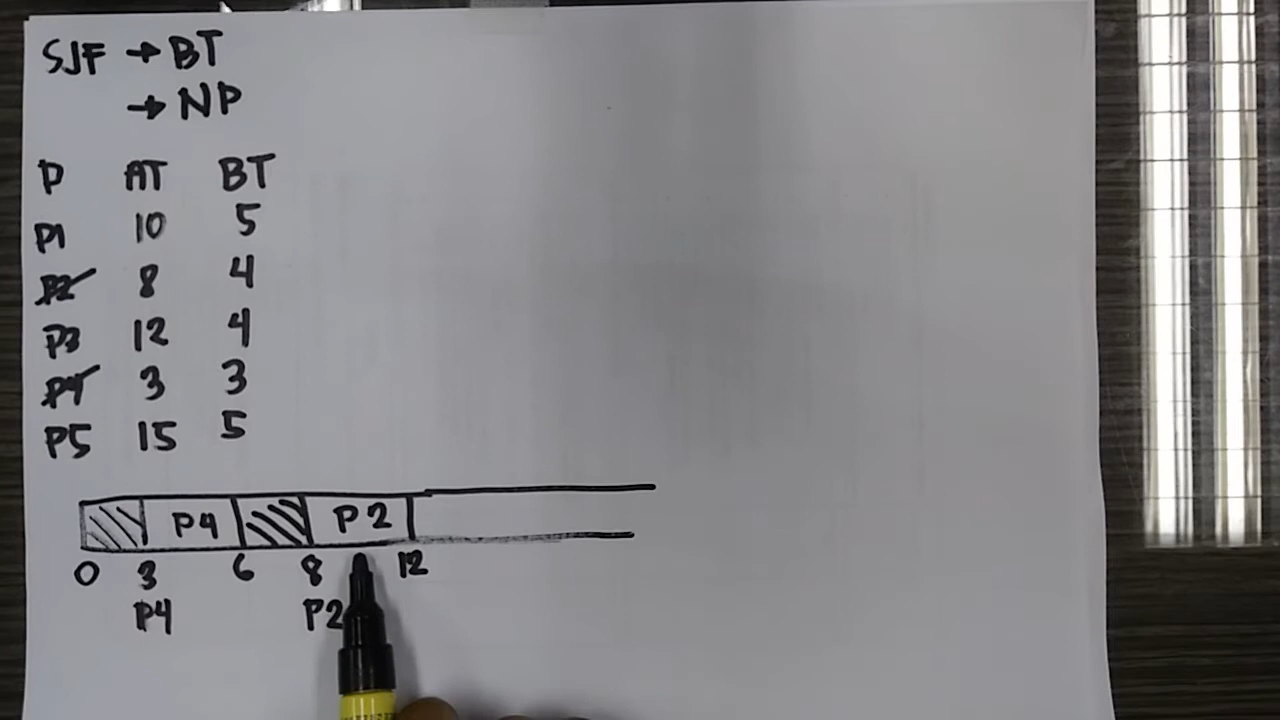 SJF → BT
→ NP
P AT BT
P1 10 5
P2 8 4
P3 12 4
P4 3 3
P5 15 5
P4 P2
0 3 6 8 12
P4 P2